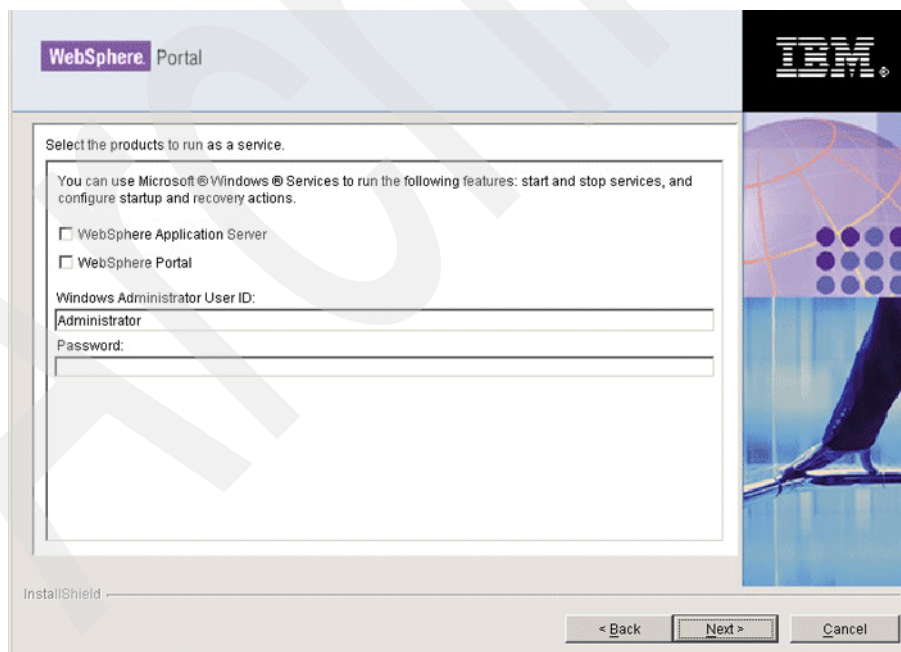 WebSphere. Portal
IBM®
Select the products to run as a service.
You can use Microsoft ® Windows ® Services to run the following features: start and stop services, and
configure startup and recovery actions.
WebSphere Application Server
WebSphere Portal
Windows Administrator User ID:
Administrator
Password:
InstallShield
< Back
Next >
Cancel